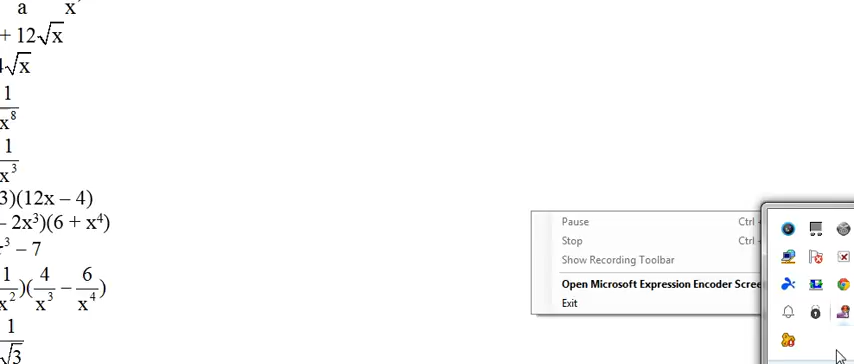 a x
+ 12√x
4√x
1
x⁸
1
x³
3)(12x – 4)
– 2x³)(6 + x⁴)
³ – 7
1/x²)(4/x³ – 6/x⁴)
1
√3
Pause Ctrl
Stop Ctrl
Show Recording Toolbar
Open Microsoft Expression Encoder Scree
Exit